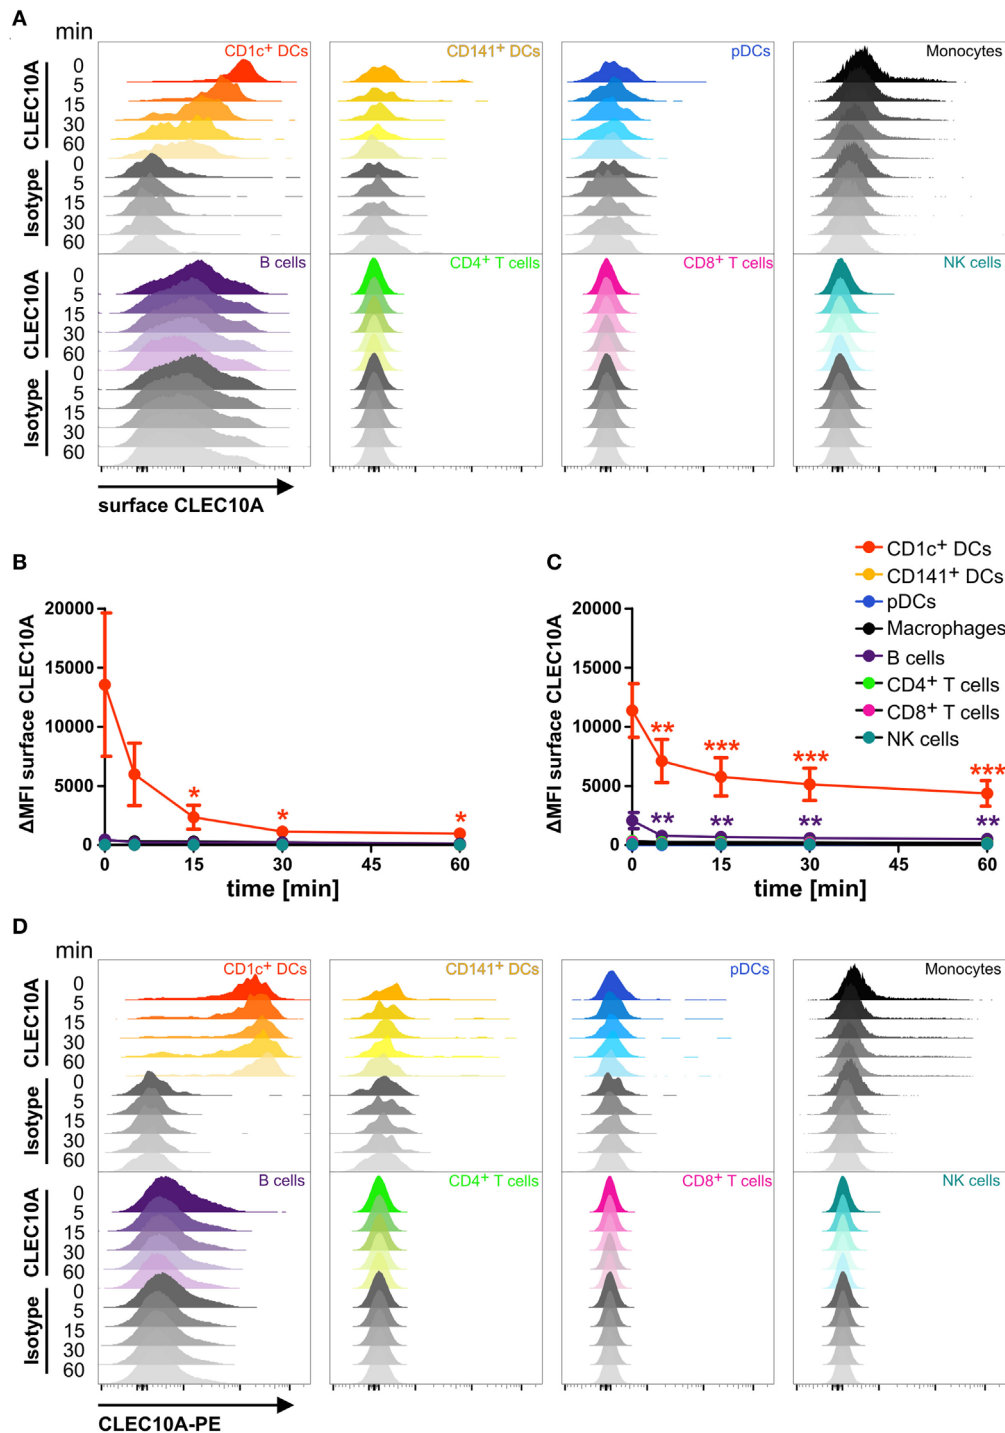 A
min
CD1c+ DCs
CD141+ DCs
pDCs
Monocytes
CLEC10A
0
5
15
30
60
Isotype
0
5
15
30
60
B cells
CD4+ T cells
CD8+ T cells
NK cells
CLEC10A
0
5
15
30
60
Isotype
0
5
15
30
60
surface CLEC10A
B
ΔMFI surface CLEC10A
20000
15000
10000
5000
0
* * *
0 15 30 45 60
time [min]
C
ΔMFI surface CLEC10A
20000
15000
10000
5000
0
** *** *** ***
** ** ** **
0 15 30 45 60
time [min]
CD1c+ DCs
CD141+ DCs
pDCs
Macrophages
B cells
CD4+ T cells
CD8+ T cells
NK cells
D
min
CD1c+ DCs
CD141+ DCs
pDCs
Monocytes
CLEC10A
0
5
15
30
60
Isotype
0
5
15
30
60
B cells
CD4+ T cells
CD8+ T cells
NK cells
CLEC10A
0
5
15
30
60
Isotype
0
5
15
30
60
CLEC10A-PE